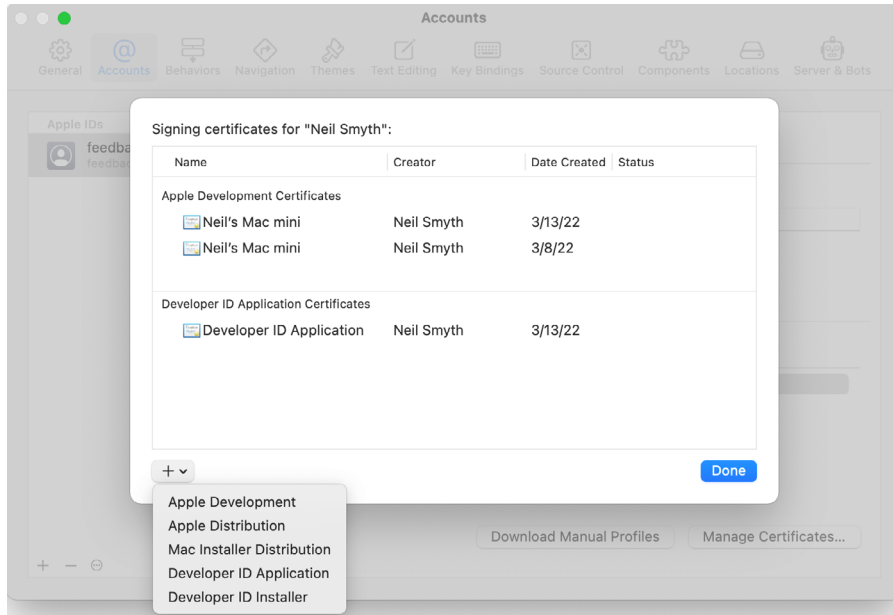 Accounts
General Accounts Behaviors Navigation Themes Text Editing Key Bindings Source Control Components Locations Server & Bots
Apple IDs
feedba
feedbac
Signing certificates for "Neil Smyth":
Name Creator Date Created Status
Apple Development Certificates
Neil's Mac mini Neil Smyth 3/13/22
Neil's Mac mini Neil Smyth 3/8/22
Developer ID Application Certificates
Developer ID Application Neil Smyth 3/13/22
Done
Apple Development
Apple Distribution
Mac Installer Distribution
Developer ID Application
Developer ID Installer
Download Manual Profiles Manage Certificates...